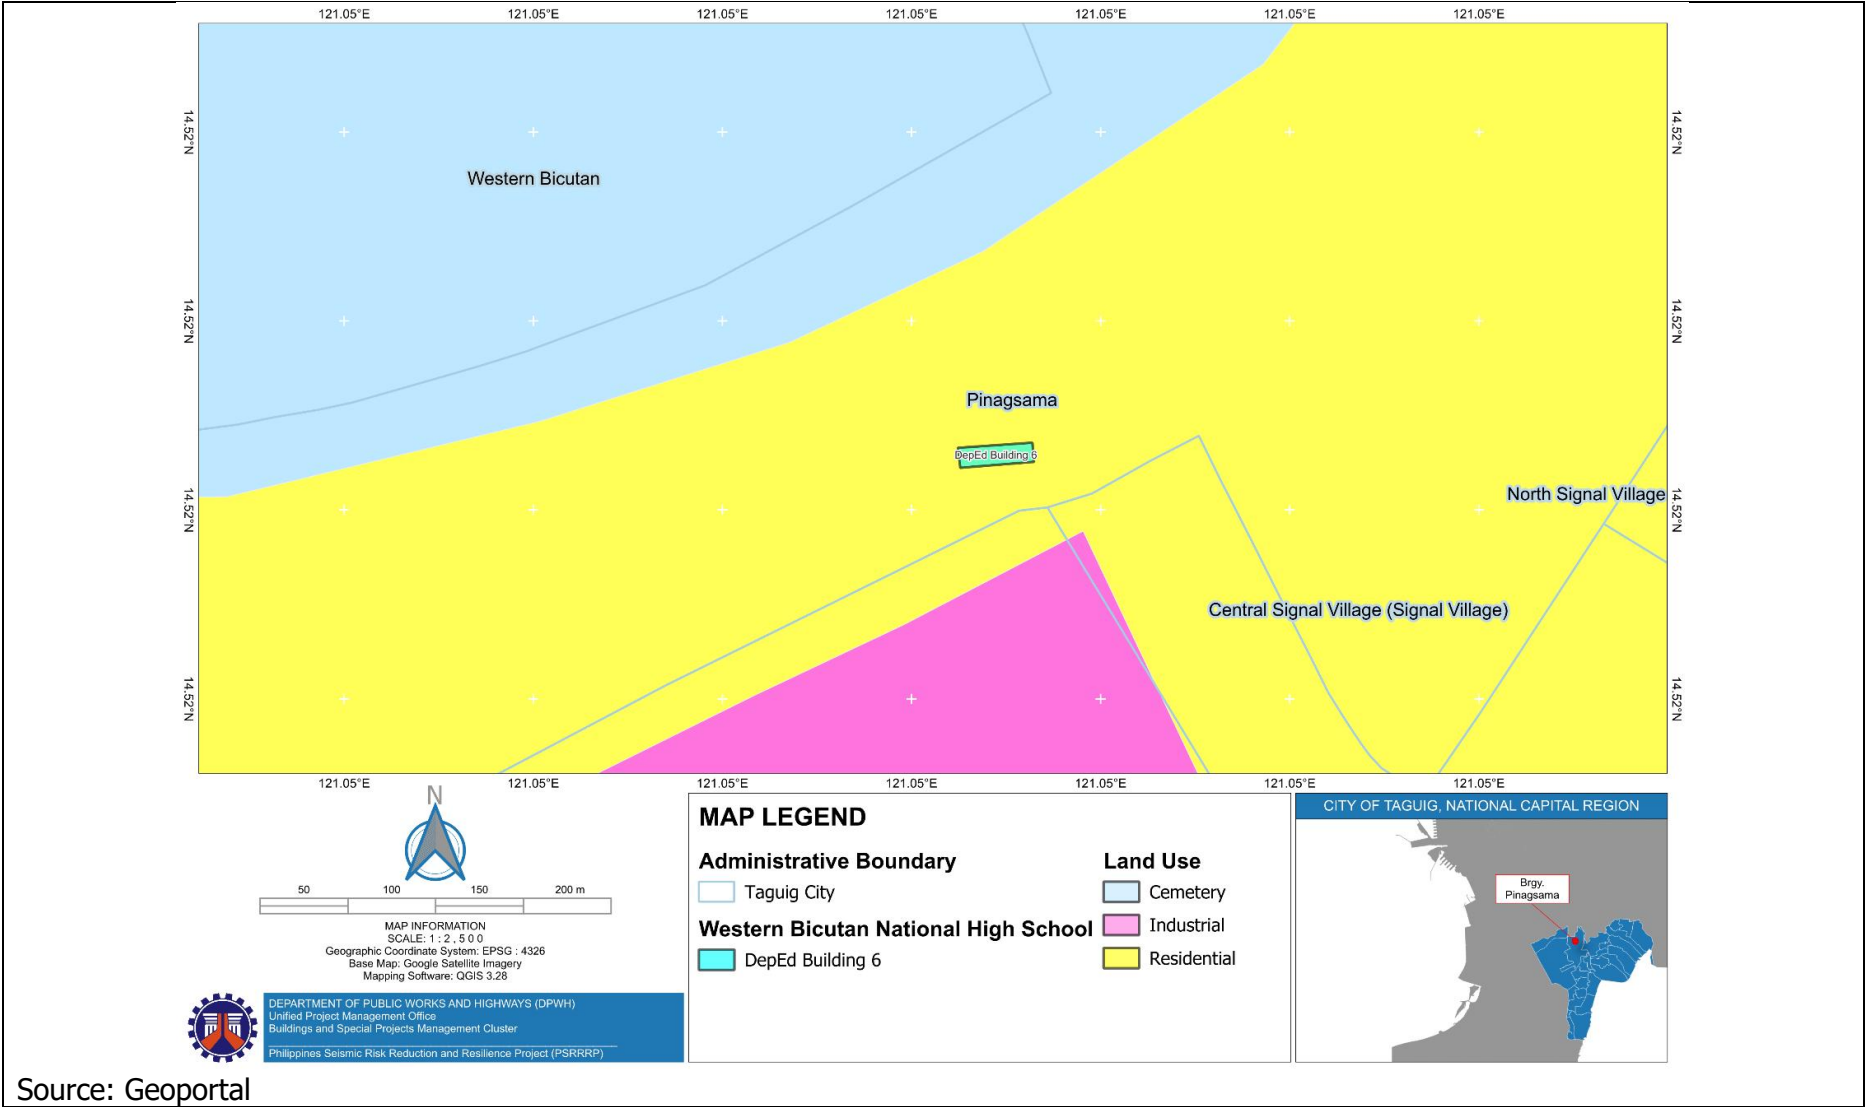 121.05°E 121.05°E 121.05°E 121.05°E 121.05°E 121.05°E 121.05°E
14.52°N 14.52°N
Western Bicutan
14.52°N 14.52°N
Pinagsama
DepEd Building 6
North Signal Village
14.52°N 14.52°N
Central Signal Village (Signal Village)
14.52°N 14.52°N
121.05°E 121.05°E 121.05°E 121.05°E 121.05°E 121.05°E 121.05°E
N
50 100 150 200 m
MAP INFORMATION
SCALE: 1 : 2 , 5 0 0
Geographic Coordinate System: EPSG : 4326
Base Map: Google Satellite Imagery
Mapping Software: QGIS 3.28
DEPARTMENT OF PUBLIC WORKS AND HIGHWAYS (DPWH)
Unified Project Management Office
Buildings and Special Projects Management Cluster
Philippines Seismic Risk Reduction and Resilience Project (PSRRRP)
MAP LEGEND
Administrative Boundary
Taguig City
Western Bicutan National High School
DepEd Building 6
Land Use
Cemetery
Industrial
Residential
CITY OF TAGUIG, NATIONAL CAPITAL REGION
Brgy.
Pinagsama
Source: Geoportal